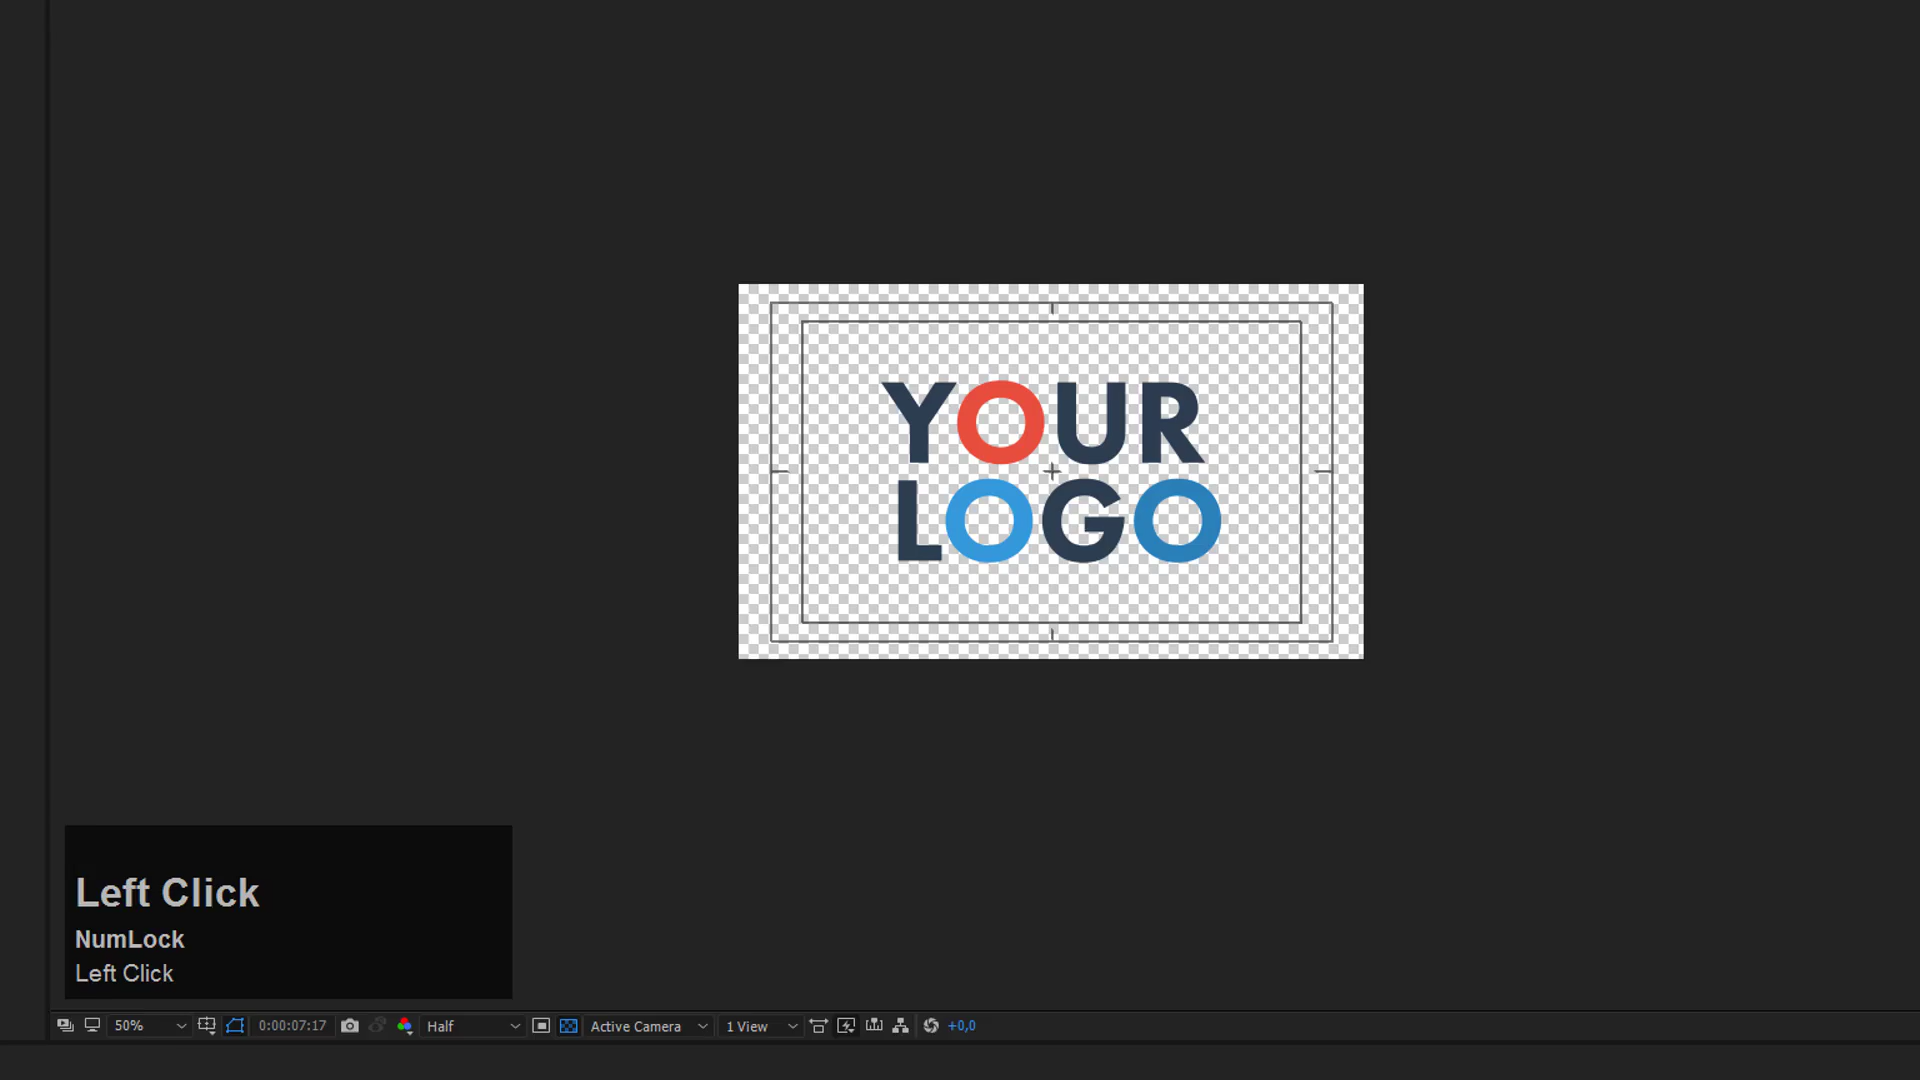 YOUR
LOGO
Left Click
NumLock
Left Click
50% 0:00:07:17 Half Active Camera 1 View +0,0